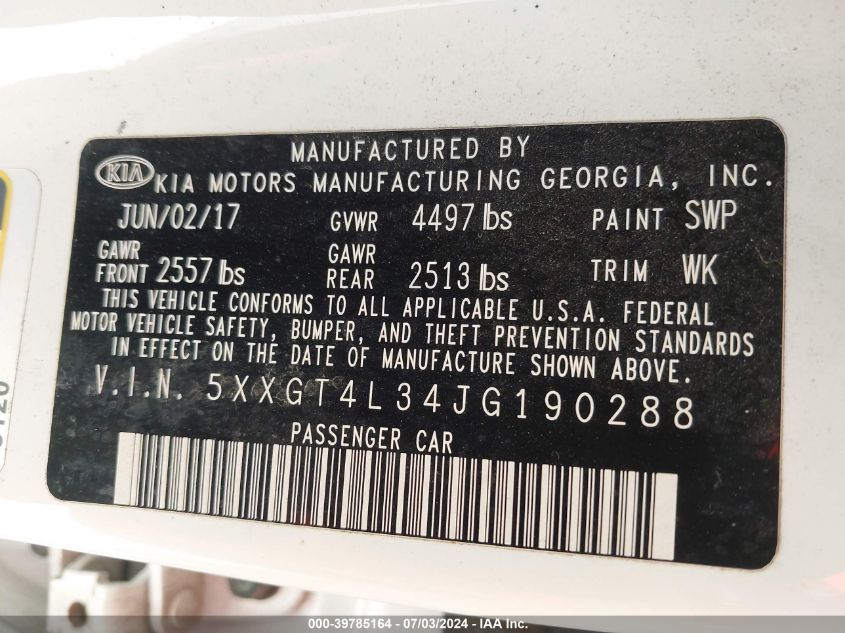 MANUFACTURED BY
KIA KIA MOTORS MANUFACTURING GEORGIA, INC.
JUN/02/17 GVWR 4497 lbs PAINT SWP
GAWR FRONT 2557 lbs GAWR REAR 2513 lbs TRIM WK
THIS VEHICLE CONFORMS TO ALL APPLICABLE U.S.A. FEDERAL
MOTOR VEHICLE SAFETY, BUMPER, AND THEFT PREVENTION STANDARDS
IN EFFECT ON THE DATE OF MANUFACTURE SHOWN ABOVE.
V.I.N. 5XXGT4L34JG190288
PASSENGER CAR
000-39785164 - 07/03/2024 - IAA Inc.